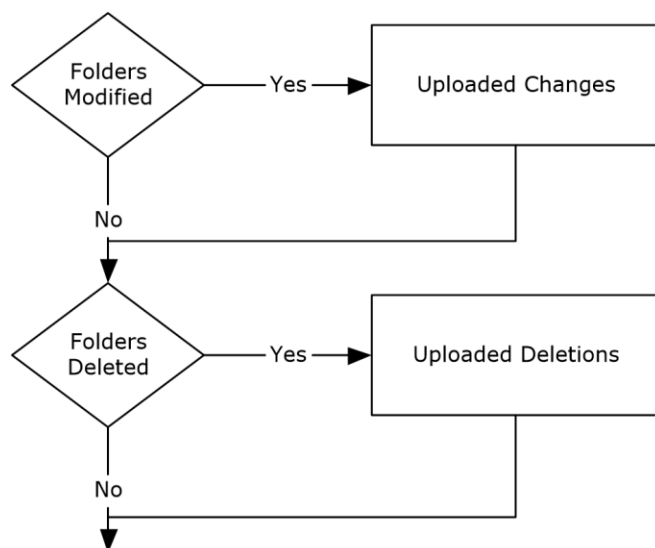 Folders
Modified
Yes
Uploaded Changes
No
Folders
Deleted
Yes
Uploaded Deletions
No